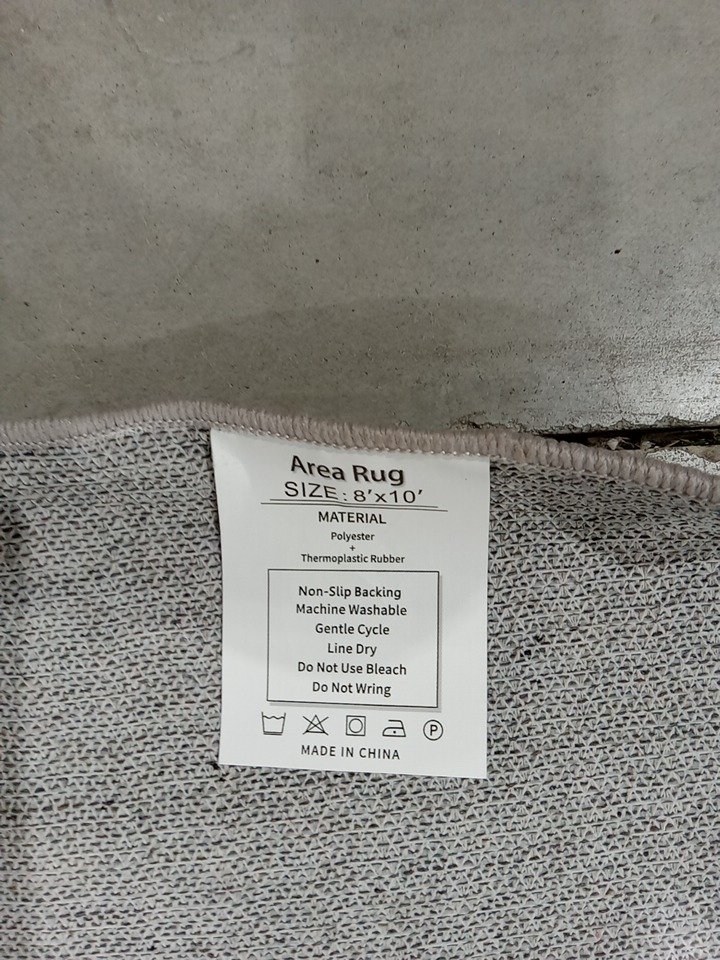 Area Rug
SIZE: 8'x10'
MATERIAL
Polyester
+
Thermoplastic Rubber
Non-Slip Backing
Machine Washable
Gentle Cycle
Line Dry
Do Not Use Bleach
Do Not Wring
P
MADE IN CHINA